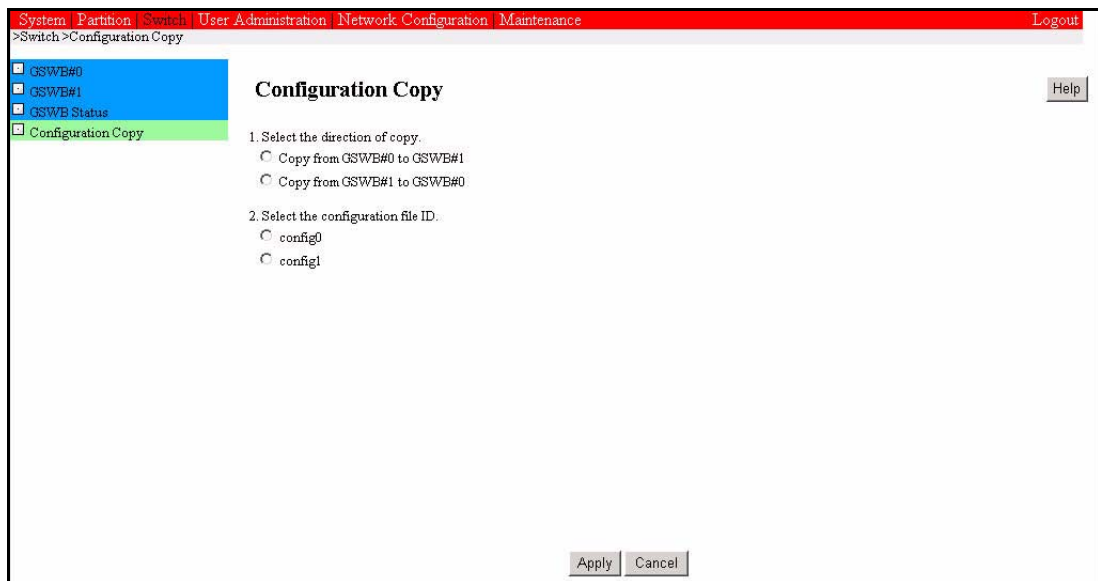 System | Partition | Switch | User Administration | Network Configuration | Maintenance Logout
>Switch >Configuration Copy
GSWB#0
GSWB#1
GSWB Status
Configuration Copy
Configuration Copy
Help
1. Select the direction of copy.
Copy from GSWB#0 to GSWB#1
Copy from GSWB#1 to GSWB#0
2. Select the configuration file ID.
config0
config1
Apply Cancel